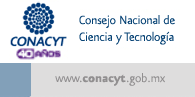 Consejo Nacional de
Ciencia y Tecnología
CONACYT
40 AÑOS
www.conacyt.gob.mx